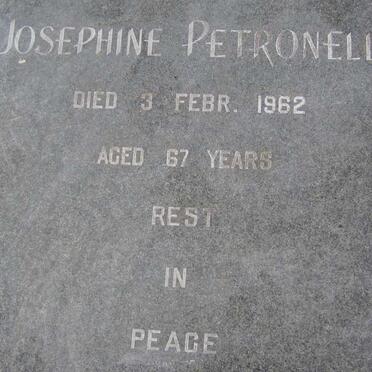 JOSEPHINE PETRONELL
DIED 3 FEBR. 1962
AGED 67 YEARS
REST
IN
PEACE